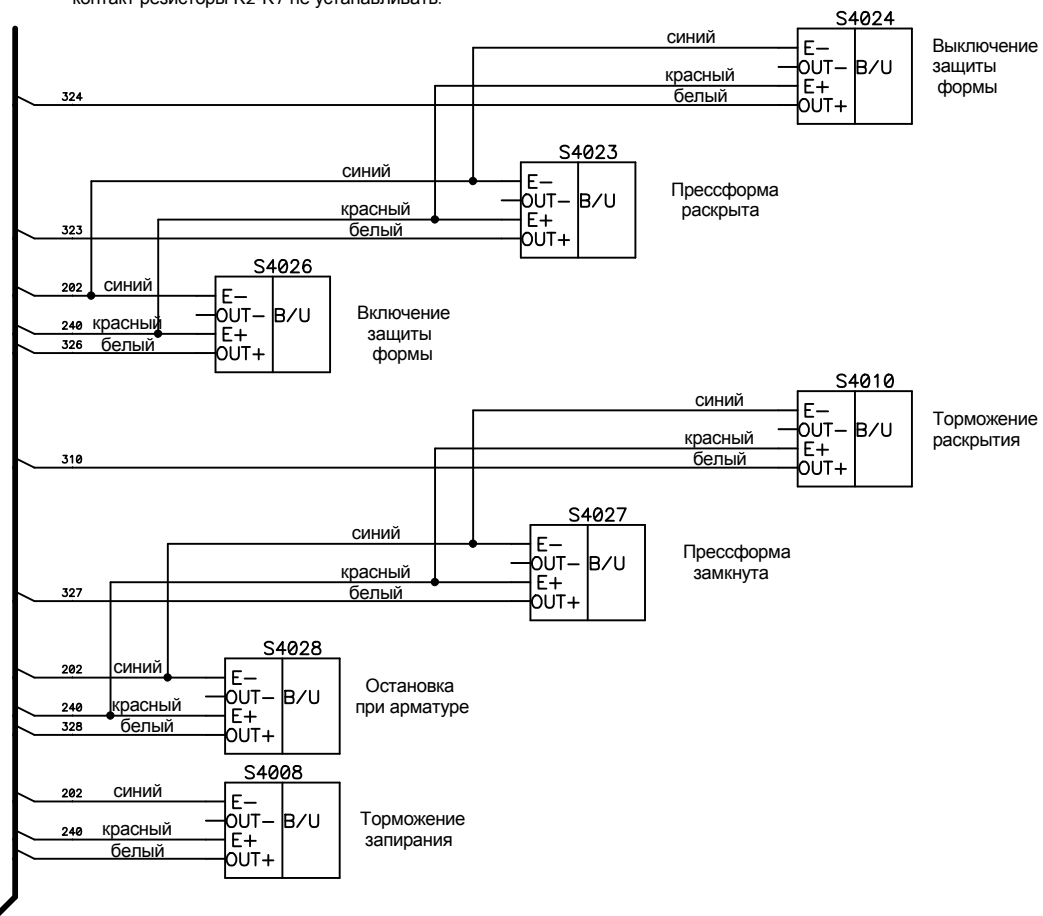 контакт резисторы R2-R7 не устанавливать.
S4024
синий
E–
Выключение
OUT– B/U
защиты
красный
E+
формы
324
белый
OUT+
S4023
синий
E–
Прессформа
OUT– B/U
раскрыта
красный
E+
323
белый
OUT+
S4026
202 синий
E–
Включение
OUT– B/U
защиты
240 красный
E+
формы
326 белый
OUT+
S4010
синий
E–
Торможение
OUT– B/U
раскрытия
красный
E+
310
белый
OUT+
S4027
синий
E–
Прессформа
OUT– B/U
замкнута
красный
E+
327
белый
OUT+
S4028
202 синий
E–
Остановка
OUT– B/U
при арматуре
240 красный
E+
328 белый
OUT+
S4008
202 синий
E–
OUT– B/U
Торможение
240 красный
E+
запирания
белый
OUT+